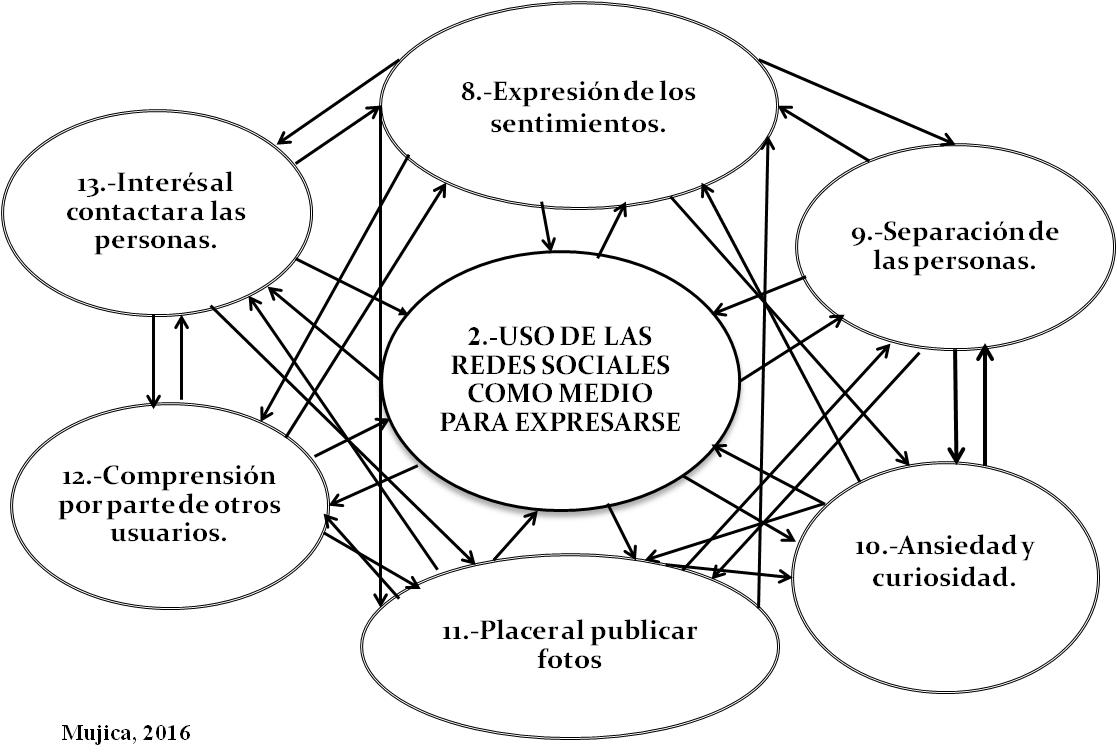 8.-Expresión de los
sentimientos.
13.-Interés al
contactar a las
personas.
9.-Separación de
las personas.
2.-USO DE LAS
REDES SOCIALES
COMO MEDIO
PARA EXPRESARSE
12.-Comprensión
por parte de otros
usuarios.
10.-Ansiedad y
curiosidad.
11.-Placer al publicar
fotos
Mujica, 2016